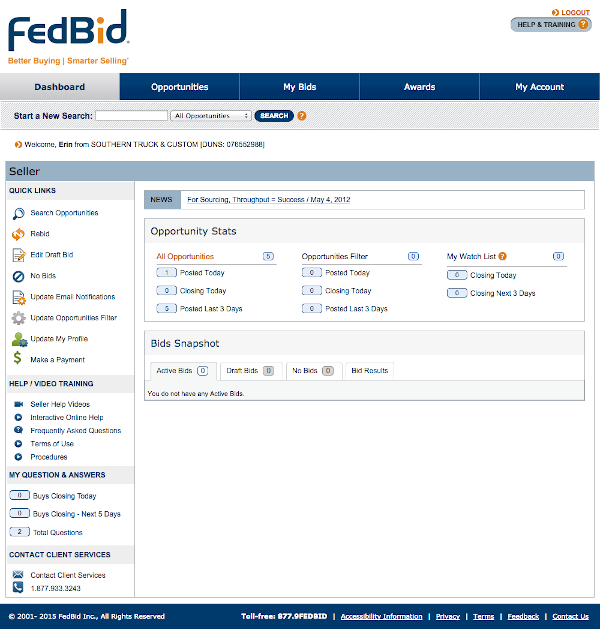 FedBid
Better Buying | Smarter Selling
LOGOUT
HELP & TRAINING ?
Dashboard Opportunities My Bids Awards My Account
Start a New Search: All Opportunities SEARCH ?
Welcome, Erin from SOUTHERN TRUCK & CUSTOM [DUNS: 076552988]
Seller
QUICK LINKS
Search Opportunities
Rebid
Edit Draft Bid
No Bids
Update Email Notifications
Update Opportunities Filter
Update My Profile
$ Make a Payment
HELP / VIDEO TRAINING
Seller Help Videos
Interactive Online Help
Frequently Asked Questions
Terms of Use
Procedures
MY QUESTION & ANSWERS
0 Buys Closing Today
0 Buys Closing - Next 5 Days
2 Total Questions
CONTACT CLIENT SERVICES
Contact Client Services
1.877.933.3243
NEWS For Sourcing, Throughput = Success / May 4, 2012
Opportunity Stats
All Opportunities 5
1 Posted Today
0 Closing Today
5 Posted Last 3 Days
Opportunities Filter 0
0 Posted Today
0 Closing Today
0 Posted Last 3 Days
My Watch List ? 0
0 Closing Today
0 Closing Next 3 Days
Bids Snapshot
Active Bids 0 Draft Bids 0 No Bids 0 Bid Results
You do not have any Active Bids.
© 2001- 2015 FedBid Inc., All Rights Reserved Toll-free: 877.9FEDBID | Accessibility Information | Privacy | Terms | Feedback | Contact Us